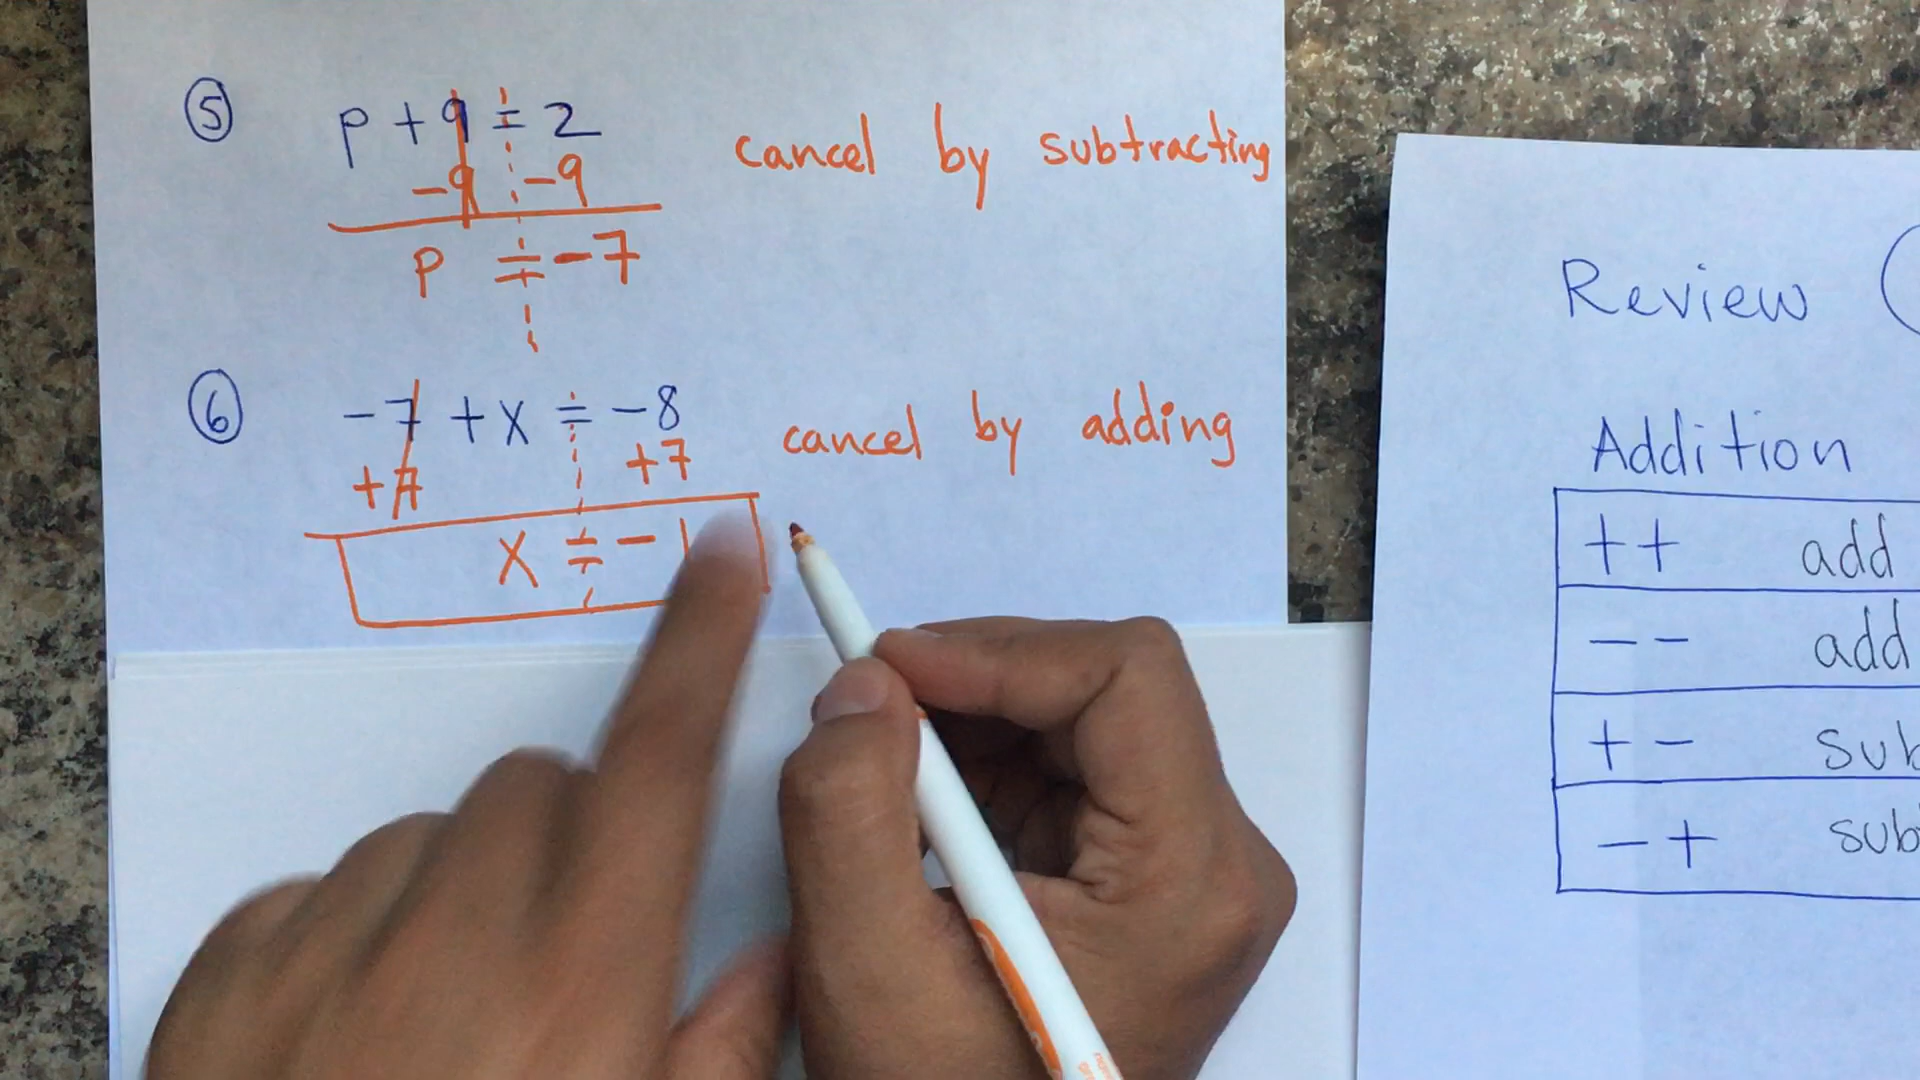 5 p + 9 = 2 cancel by subtracting
-9 -9
p = -7
6 -7 + x = -8 cancel by adding
+7 +7
x = -1
Review
Addition
++ add
-- add
+-
-+